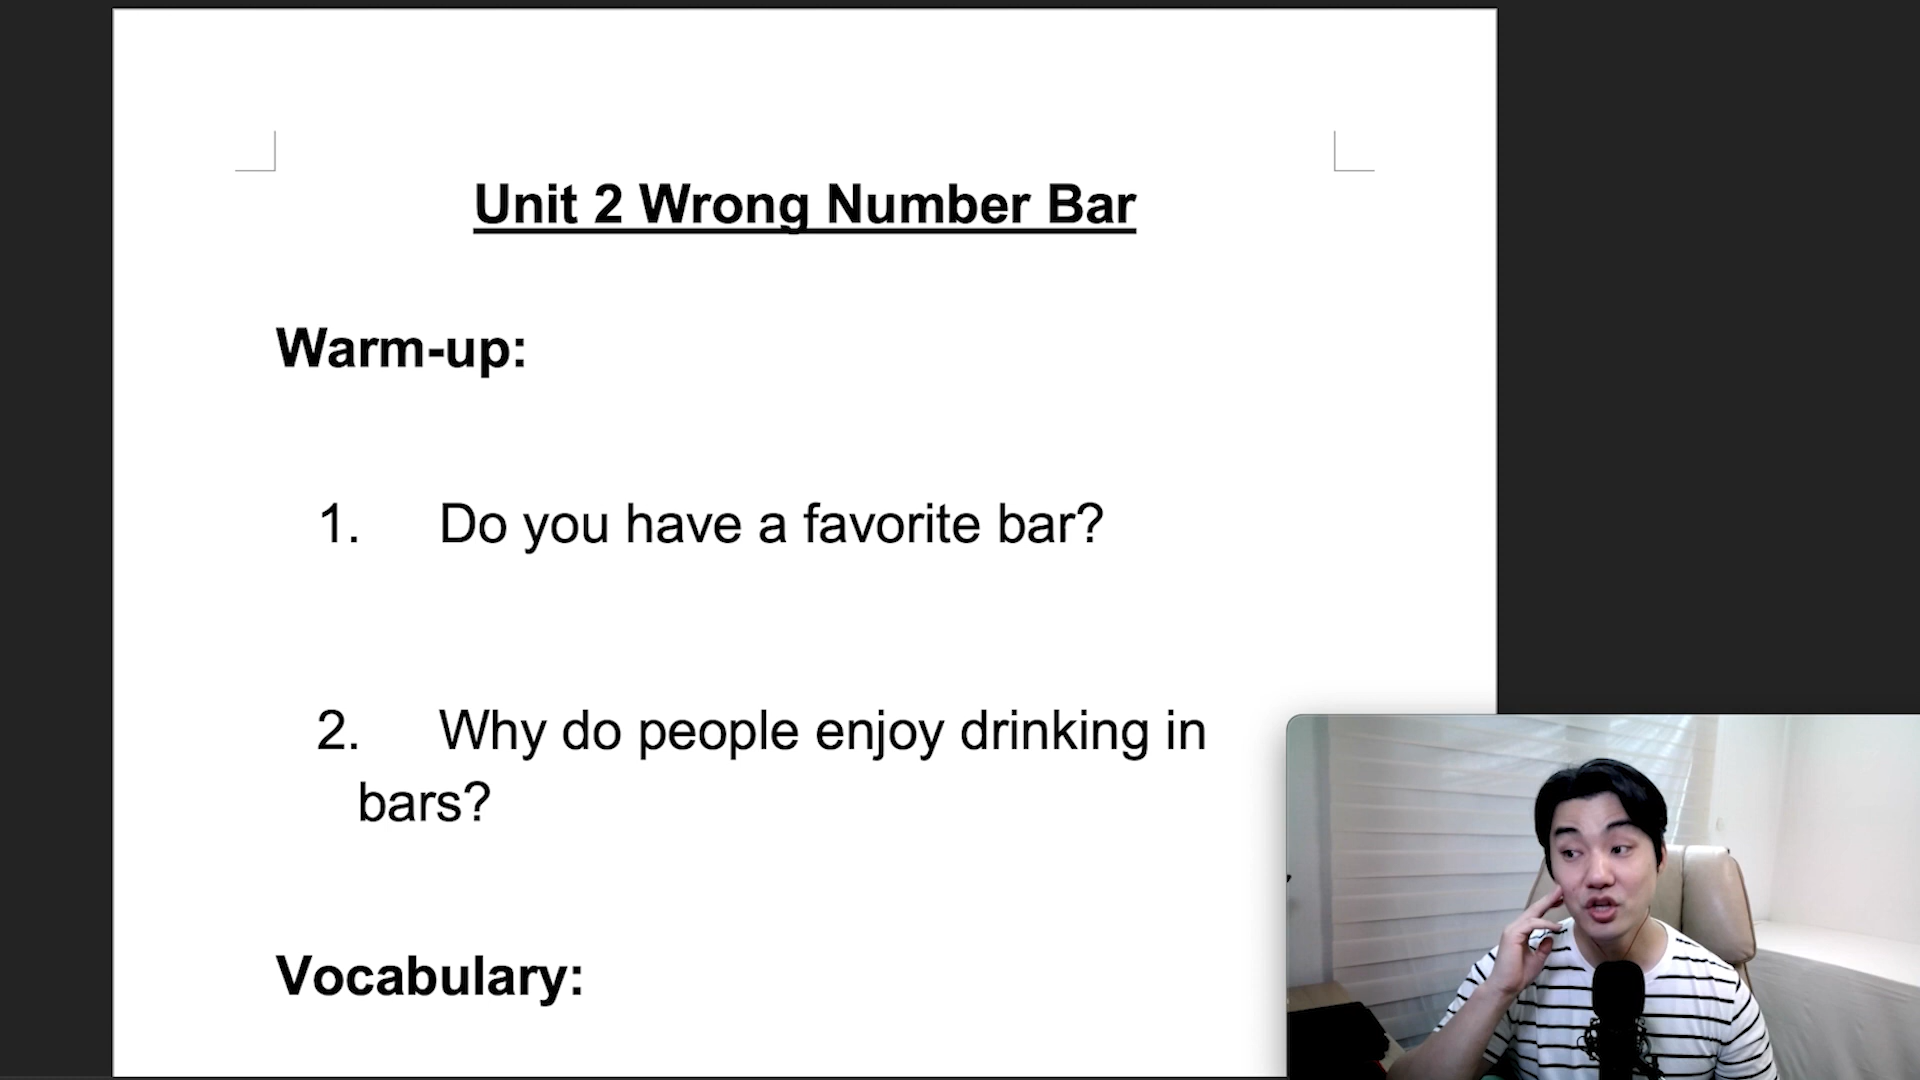 Unit 2 Wrong Number Bar
Warm-up:
1. Do you have a favorite bar?
2. Why do people enjoy drinking in
bars?
Vocabulary: